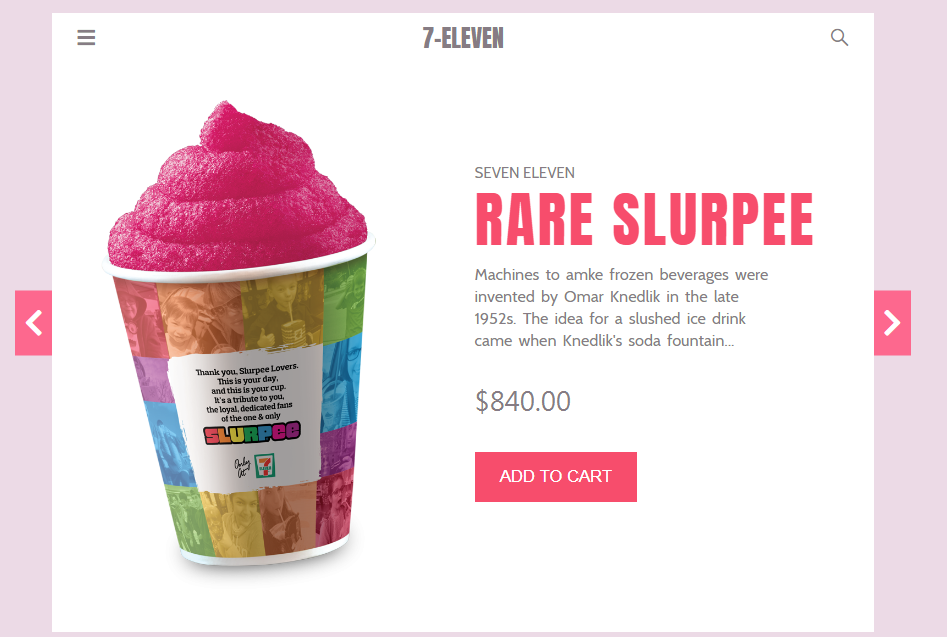 7-ELEVEN
SEVEN ELEVEN
RARE SLURPEE
Machines to amke frozen beverages were
invented by Omar Knedlik in the late
1952s. The idea for a slushed ice drink
came when Knedlik's soda fountain...
$840.00
ADD TO CART
Thank you, Slurpee Lovers.
This is your day,
and this is your cup.
It's a tribute to you,
the loyal, dedicated fans
of the one & only
SLURPEE
Only
At
7
ELEVEN